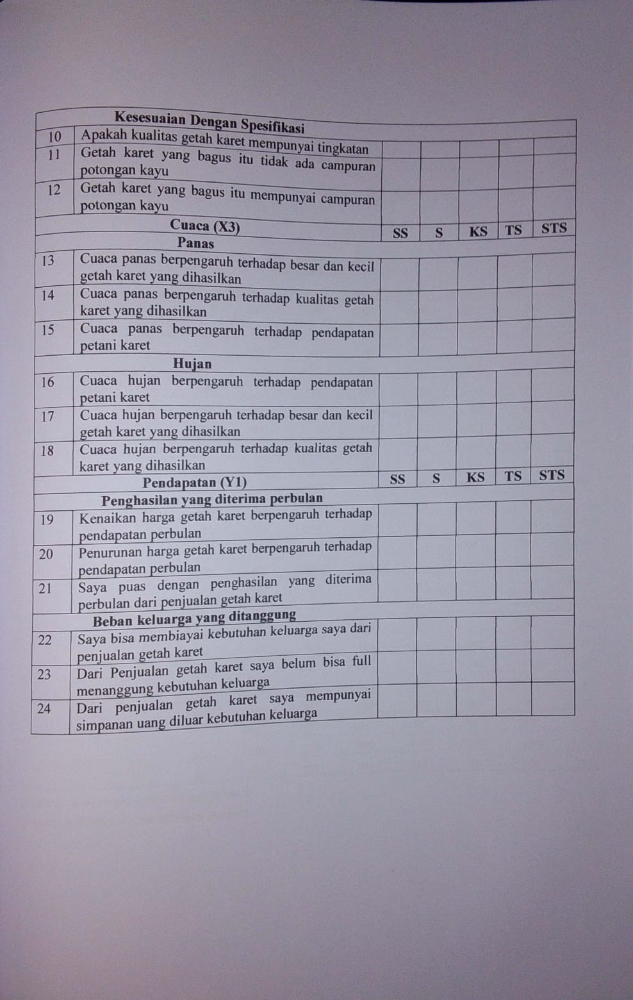 Kesesuaian Dengan Spesifikasi
10 Apakah kualitas getah karet mempunyai tingkatan
11 Getah karet yang bagus itu tidak ada campuran
potongan kayu
12 Getah karet yang bagus itu mempunyai campuran
potongan kayu
Cuaca (X3) SS S KS TS STS
Panas
13 Cuaca panas berpengaruh terhadap besar dan kecil
getah karet yang dihasilkan
14 Cuaca panas berpengaruh terhadap kualitas getah
karet yang dihasilkan
15 Cuaca panas berpengaruh terhadap pendapatan
petani karet
Hujan
16 Cuaca hujan berpengaruh terhadap pendapatan
petani karet
17 Cuaca hujan berpengaruh terhadap besar dan kecil
getah karet yang dihasilkan
18 Cuaca hujan berpengaruh terhadap kualitas getah
karet yang dihasilkan
Pendapatan (Y1) SS S KS TS STS
Penghasilan yang diterima perbulan
19 Kenaikan harga getah karet berpengaruh terhadap
pendapatan perbulan
20 Penurunan harga getah karet berpengaruh terhadap
pendapatan perbulan
21 Saya puas dengan penghasilan yang diterima
perbulan dari penjualan getah karet
Beban keluarga yang ditanggung
22 Saya bisa membiayai kebutuhan keluarga saya dari
penjualan getah karet
23 Dari Penjualan getah karet saya belum bisa full
menanggung kebutuhan keluarga
24 Dari penjualan getah karet saya mempunyai
simpanan uang diluar kebutuhan keluarga